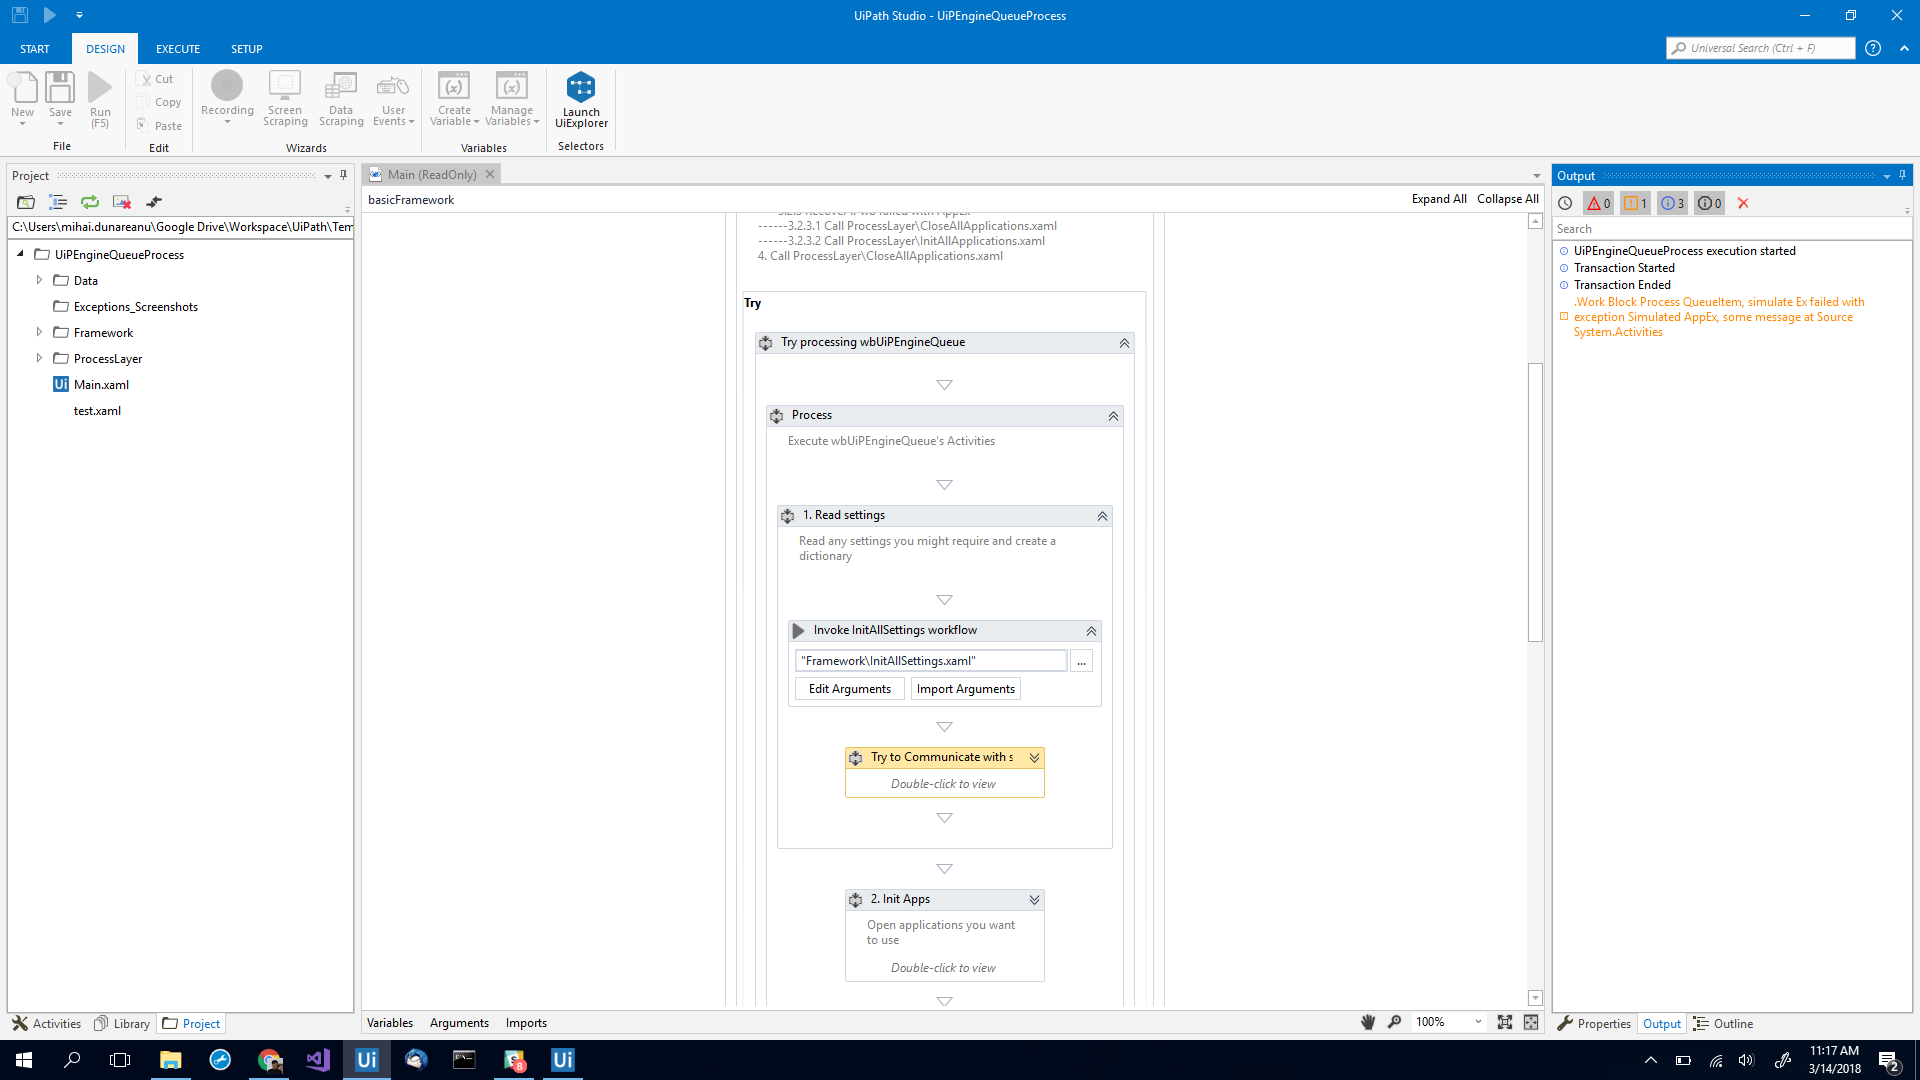 UiPath Studio - UiPEngineQueueProcess
START
DESIGN
EXECUTE
SETUP
Universal Search (Ctrl + F)
New
Save
Run
(F5)
File
Cut
Copy
Paste
Edit
Recording
Screen
Scraping
Data
Scraping
User
Events
Wizards
Create
Variable
Manage
Variables
Variables
Launch
UiExplorer
Selectors
Project
C:\Users\mihai.dunareanu\Google Drive\Workspace\UiPath\Tem
UiPEngineQueueProcess
Data
Exceptions_Screenshots
Framework
ProcessLayer
Ui Main.xaml
test.xaml
Activities
Library
Project
Main (ReadOnly)
basicFramework
Expand All
Collapse All
------3.2.3.1 Call ProcessLayer\CloseAllApplications.xaml
------3.2.3.2 Call ProcessLayer\InitAllApplications.xaml
4. Call ProcessLayer\CloseAllApplications.xaml
Try
Try processing wbUiPEngineQueue
Process
Execute wbUiPEngineQueue's Activities
1. Read settings
Read any settings you might require and create a
dictionary
Invoke InitAllSettings workflow
"Framework\InitAllSettings.xaml"
...
Edit Arguments
Import Arguments
Try to Communicate with s
Double-click to view
2. Init Apps
Open applications you want
to use
Double-click to view
Variables
Arguments
Imports
100%
Output
0
1
3
0
Search
UiPEngineQueueProcess execution started
Transaction Started
Transaction Ended
.Work Block Process QueueItem, simulate Ex failed with
exception Simulated AppEx, some message at Source
System.Activities
Properties
Output
Outline
Ui
8
Ui
11:17 AM
3/14/2018
2